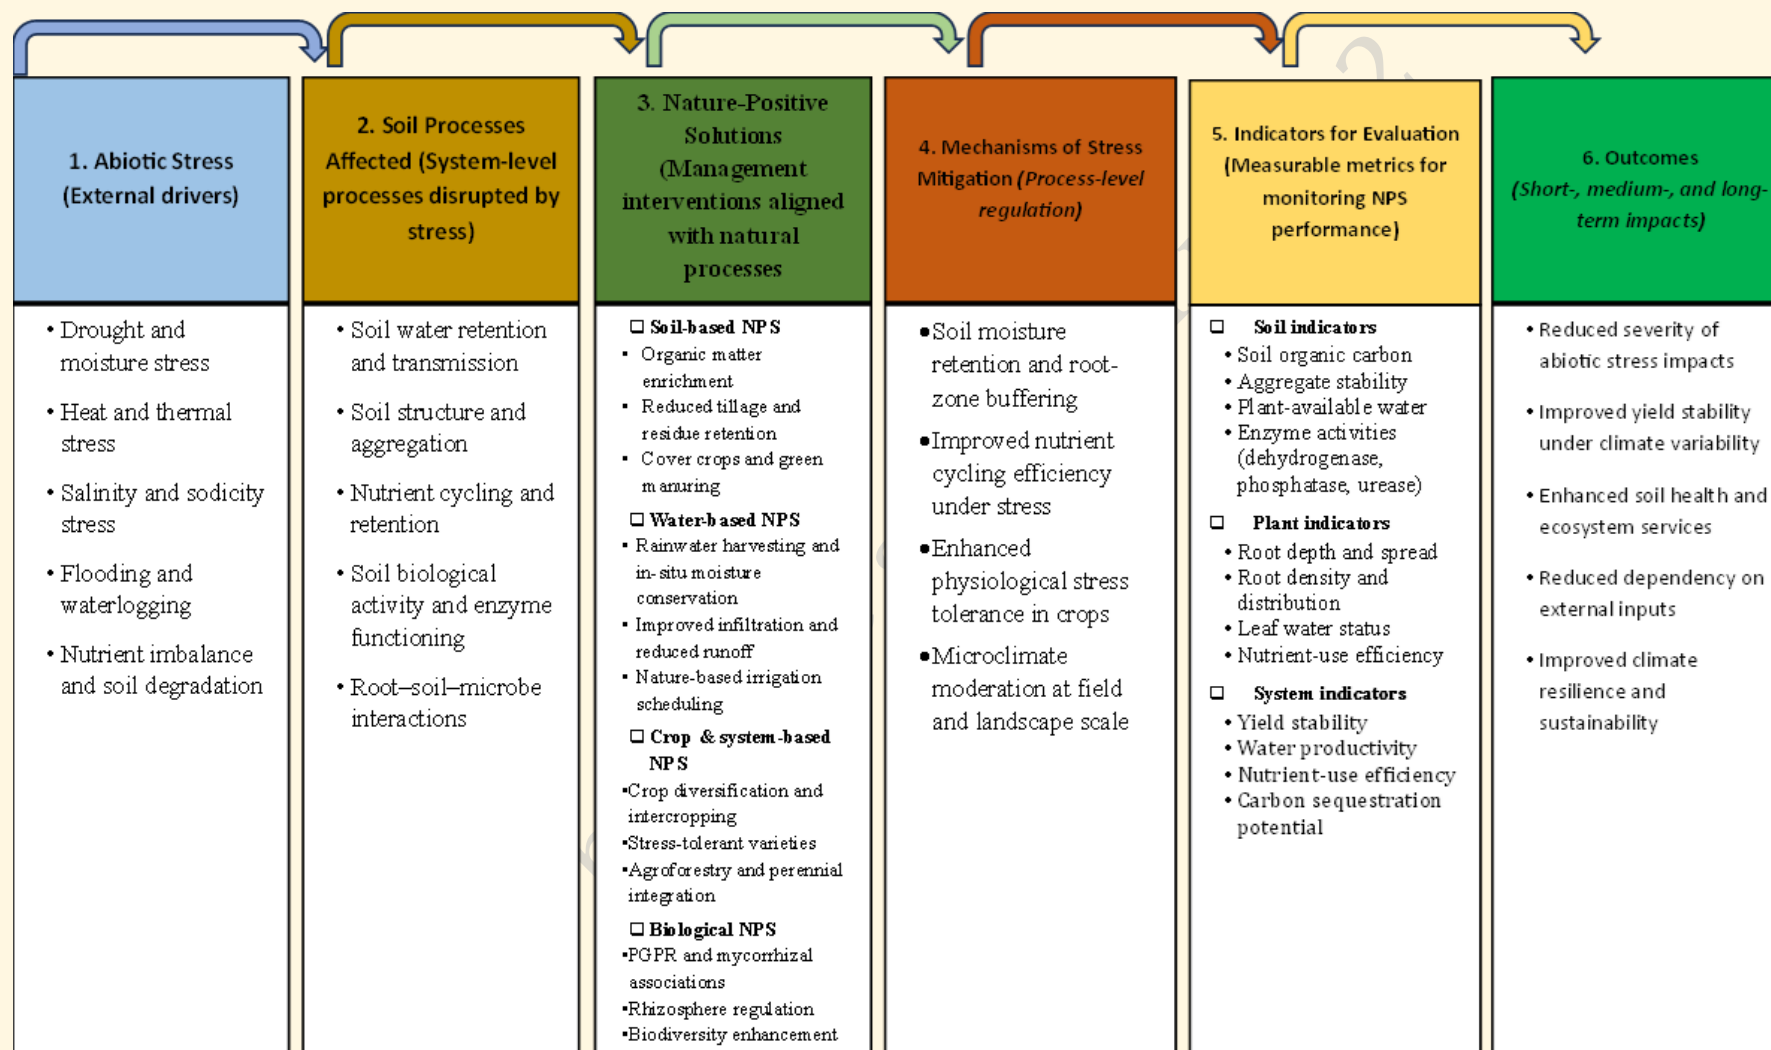 1. Abiotic Stress
(External drivers)
• Drought and
moisture stress
• Heat and thermal
stress
• Salinity and sodicity
stress
• Flooding and
waterlogging
• Nutrient imbalance
and soil degradation
2. Soil Processes
Affected (System-level
processes disrupted by
stress)
• Soil water retention
and transmission
• Soil structure and
aggregation
• Nutrient cycling and
retention
• Soil biological
activity and enzyme
functioning
• Root–soil–microbe
interactions
3. Nature-Positive
Solutions
(Management
interventions aligned
with natural
processes
❑ Soil-based NPS
▪ Organic matter
enrichment
▪ Reduced tillage and
residue retention
▪ Cover crops and green
manuring
❑ Water-based NPS
▪ Rainwater harvesting and
in-situ moisture
conservation
▪ Improved infiltration and
reduced runoff
▪ Nature-based irrigation
scheduling
❑ Crop & system-based
NPS
▪Crop diversification and
intercropping
▪Stress-tolerant varieties
▪Agroforestry and perennial
integration
❑ Biological NPS
▪PGPR and mycorrhizal
associations
▪Rhizosphere regulation
▪Biodiversity enhancement
4. Mechanisms of Stress
Mitigation (Process-level
regulation)
●Soil moisture
retention and root-
zone buffering
●Improved nutrient
cycling efficiency
under stress
●Enhanced
physiological stress
tolerance in crops
●Microclimate
moderation at field
and landscape scale
5. Indicators for Evaluation
(Measurable metrics for
monitoring NPS
performance)
❑ Soil indicators
• Soil organic carbon
• Aggregate stability
• Plant-available water
• Enzyme activities
(dehydrogenase,
phosphatase, urease)
❑ Plant indicators
• Root depth and spread
• Root density and
distribution
• Leaf water status
• Nutrient-use efficiency
❑ System indicators
• Yield stability
• Water productivity
• Nutrient-use efficiency
• Carbon sequestration
potential
6. Outcomes
(Short-, medium-, and long-
term impacts)
• Reduced severity of
abiotic stress impacts
• Improved yield stability
under climate variability
• Enhanced soil health and
ecosystem services
• Reduced dependency on
external inputs
• Improved climate
resilience and
sustainability